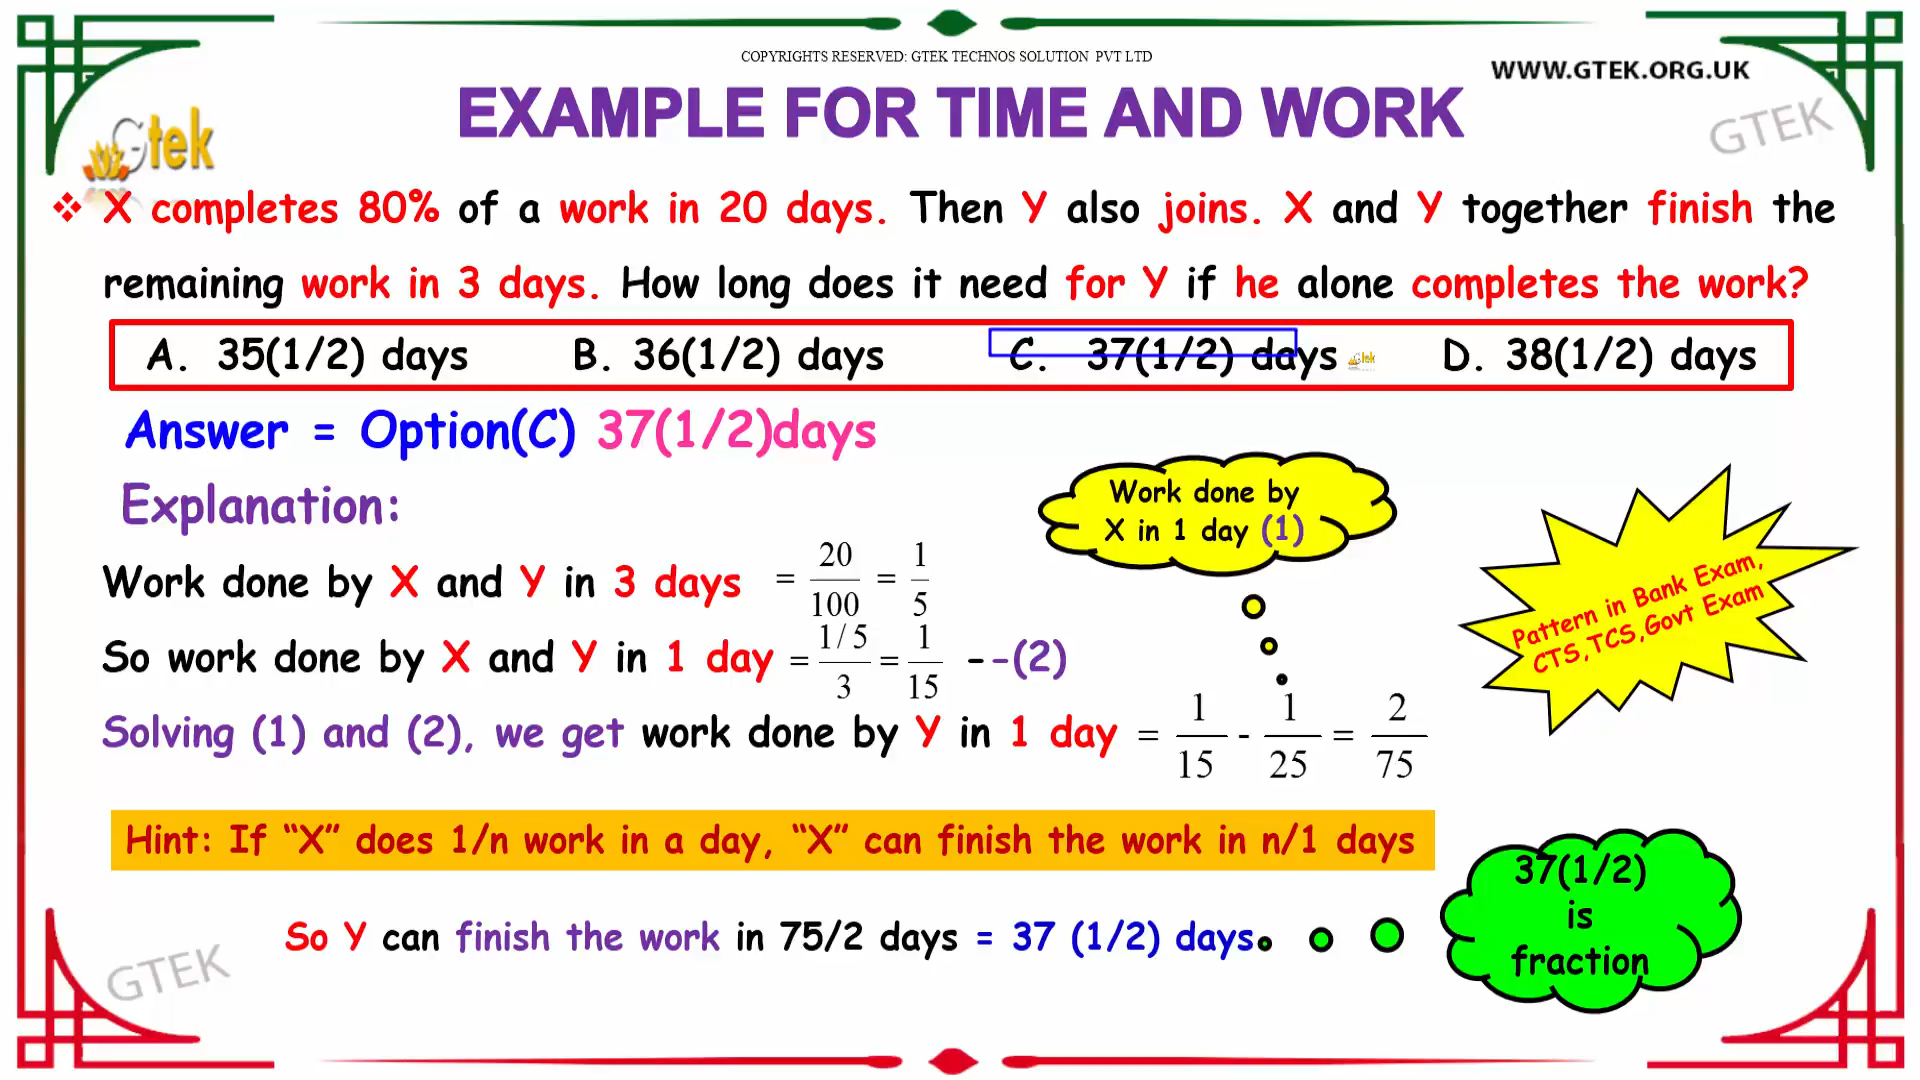 COPYRIGHTS RESERVED: GTEK TECHNOS SOLUTION PVT LTD
WWW.GTEK.ORG.UK
EXAMPLE FOR TIME AND WORK
GTEK
Gtek
❖ X completes 80% of a work in 20 days. Then Y also joins. X and Y together finish the
remaining work in 3 days. How long does it need for Y if he alone completes the work?
A. 35(1/2) days B. 36(1/2) days C. 37(1/2) days Gtek D. 38(1/2) days
Answer = Option(C) 37(1/2)days
Explanation:
Work done by
X in 1 day (1)
Pattern in Bank Exam,
CTS,TCS,Govt Exam
Work done by X and Y in 3 days = 20/100 = 1/5
So work done by X and Y in 1 day = 1/5/3 = 1/15 --(2)
Solving (1) and (2), we get work done by Y in 1 day = 1/15 - 1/25 = 2/75
Hint: If “X” does 1/n work in a day, “X” can finish the work in n/1 days
So Y can finish the work in 75/2 days = 37 (1/2) days
37(1/2)
is
fraction
GTEK